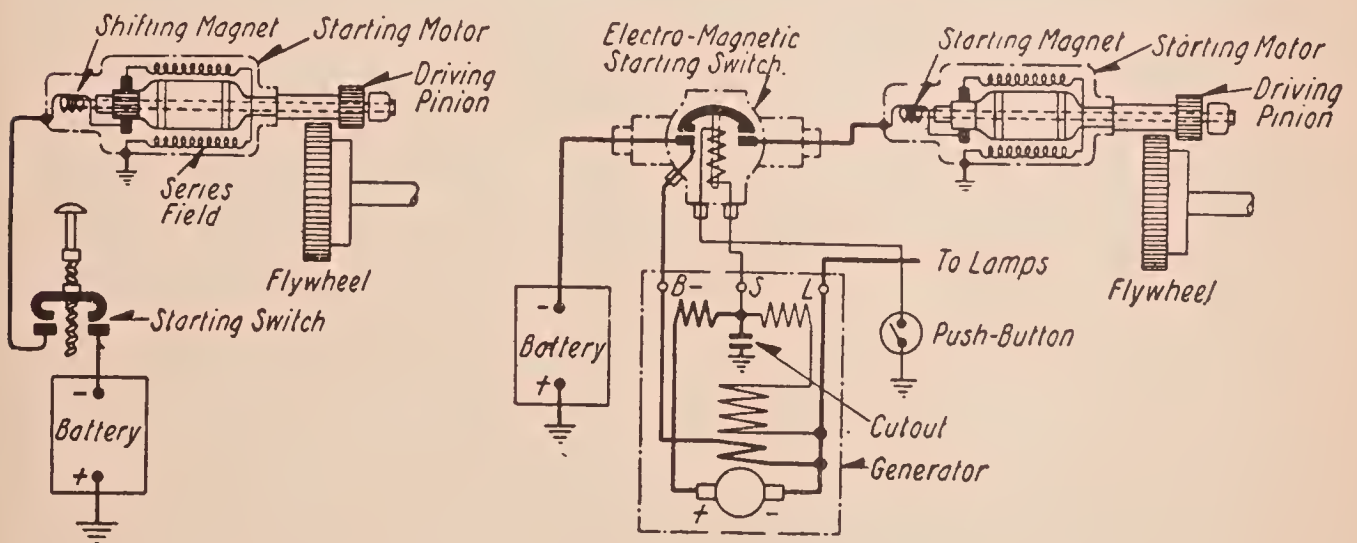 Shifting Magnet
Starting Motor
Driving
Pinion
Series
Field
Flywheel
Starting Switch
-
Battery
+
Electro-Magnetic
Starting Switch.
Starting Magnet
Starting Motor
Driving
Pinion
Flywheel
To Lamps
B-
S
L
-
Battery
+
Push-Button
Cutout
Generator
+
-